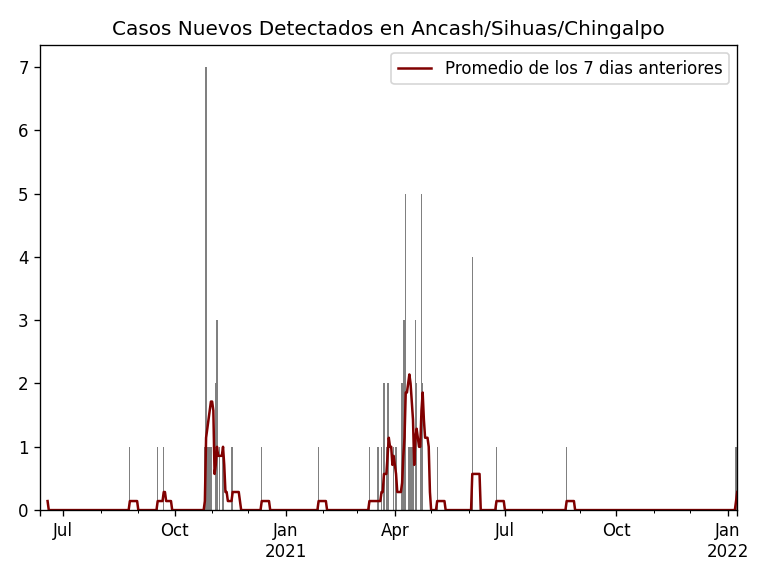 Casos Nuevos Detectados en Ancash/Sihuas/Chingalpo
Promedio de los 7 dias anteriores
7
6
5
4
3
2
1
0
Jul
Oct
Jan
2021
Apr
Jul
Oct
Jan
2022